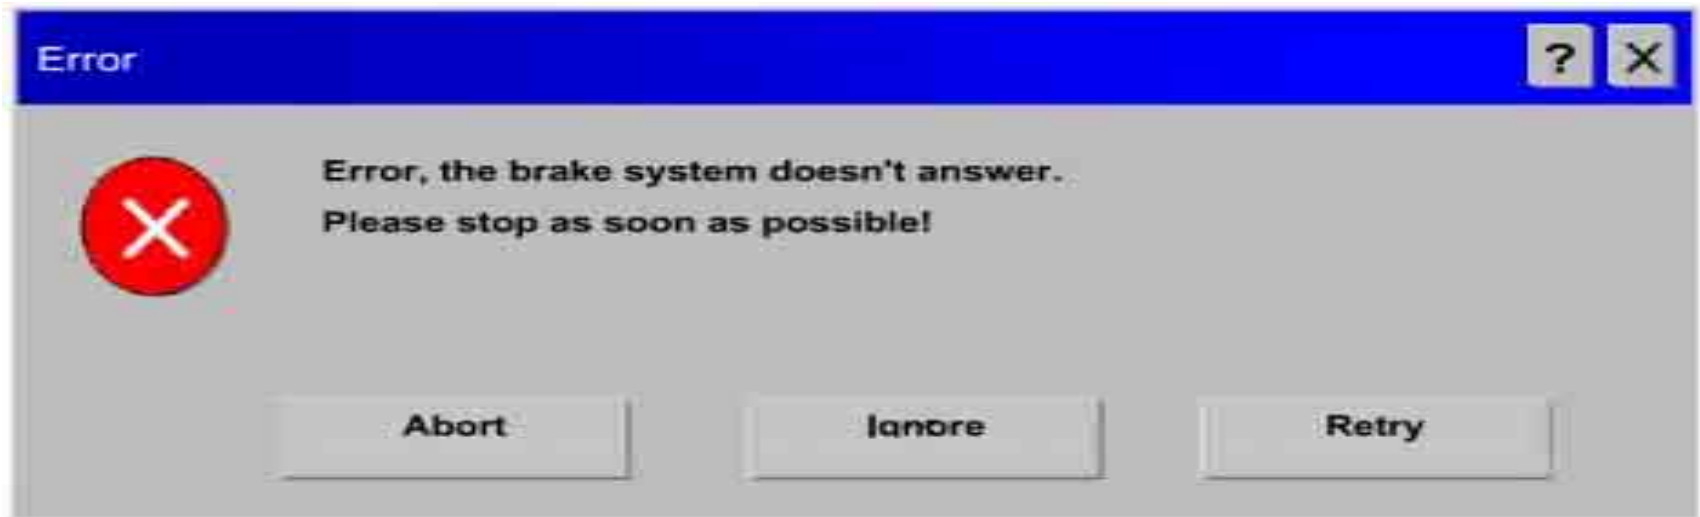 Error
? X
Error, the brake system doesn't answer.
Please stop as soon as possible!
Abort
Ignore
Retry